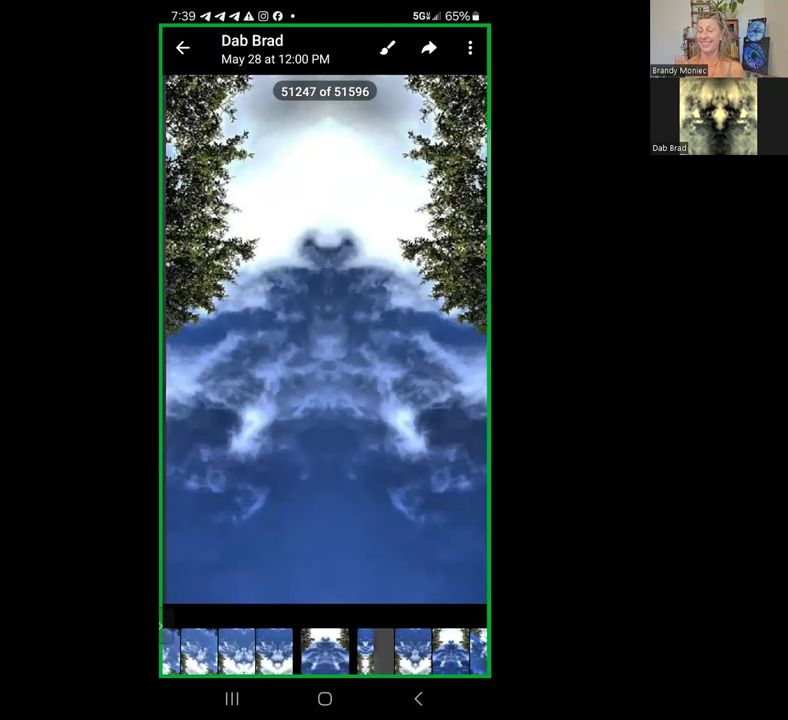 7:39
5G
65%
Dab Brad
May 28 at 12:00 PM
51247 of 51596
Brandy Moniec
Dab Brad